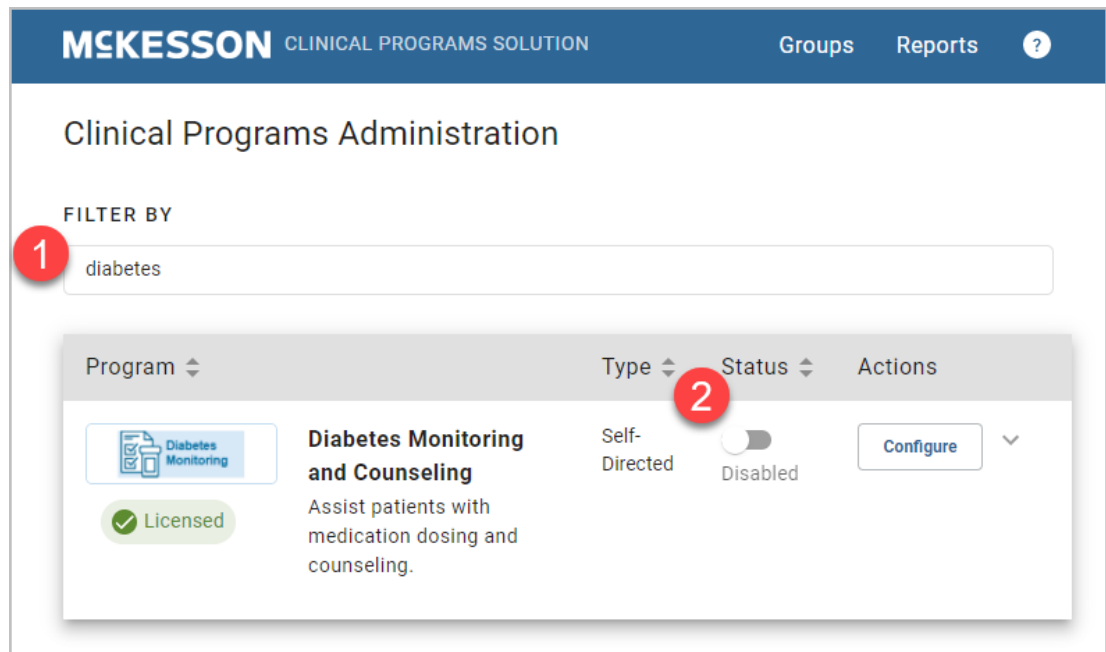 MCKESSON CLINICAL PROGRAMS SOLUTION Groups Reports ?
Clinical Programs Administration
FILTER BY
1
diabetes
Program Type Status Actions
2
Diabetes
Monitoring
Licensed
Diabetes Monitoring
and Counseling
Assist patients with
medication dosing and
counseling.
Self-
Directed
Disabled
Configure